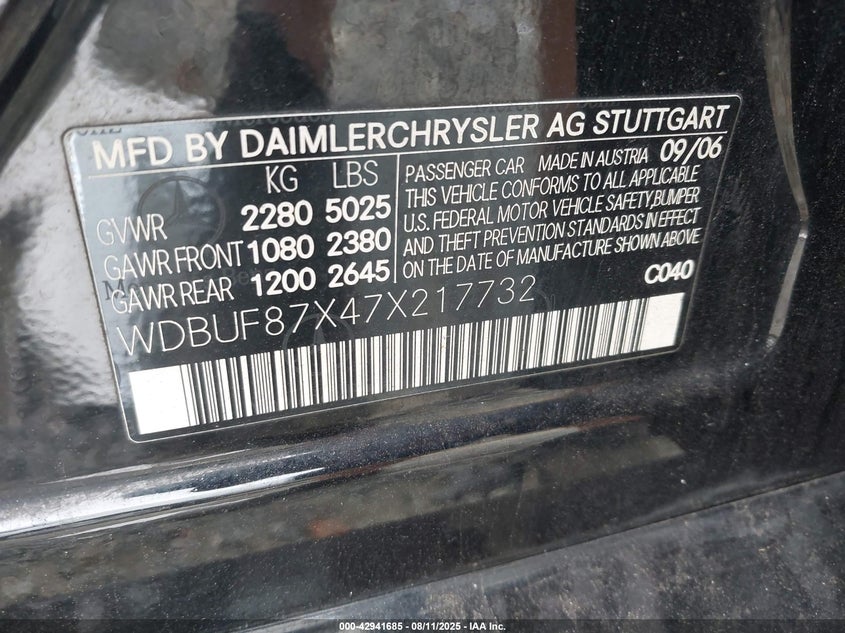 MFD BY DAIMLERCHRYSLER AG STUTTGART
KG LBS
GVWR 2280 5025
GAWR FRONT 1080 2380
GAWR REAR 1200 2645
PASSENGER CAR MADE IN AUSTRIA 09/06
THIS VEHICLE CONFORMS TO ALL APPLICABLE
U.S. FEDERAL MOTOR VEHICLE SAFETY,BUMPER
AND THEFT PREVENTION STANDARDS IN EFFECT
ON THE DATE OF MANUFACTURE SHOWN ABOVE
C040
WDBUF87X47X217732
000-42941685 - 08/11/2025 - IAA Inc.